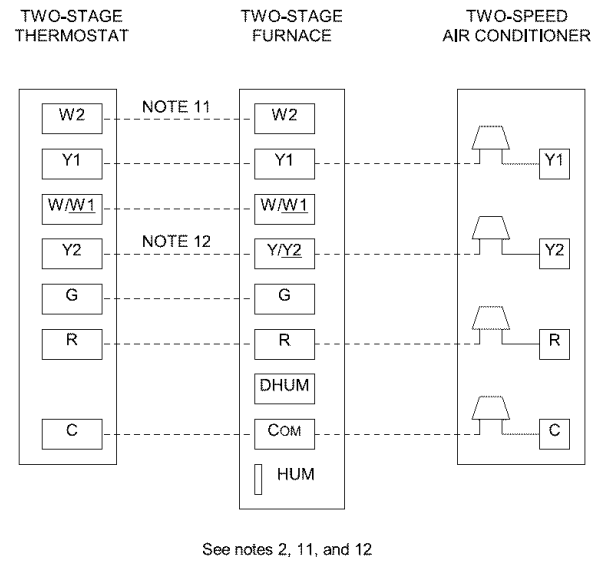 TWO-STAGE THERMOSTAT
TWO-STAGE FURNACE
TWO-SPEED AIR CONDITIONER
W2 NOTE 11 W2
Y1 Y1 Y1
W/W1 W/W1
Y2 NOTE 12 Y/Y2 Y2
G G
R R R
DHUM
C COM C
HUM
See notes 2, 11, and 12